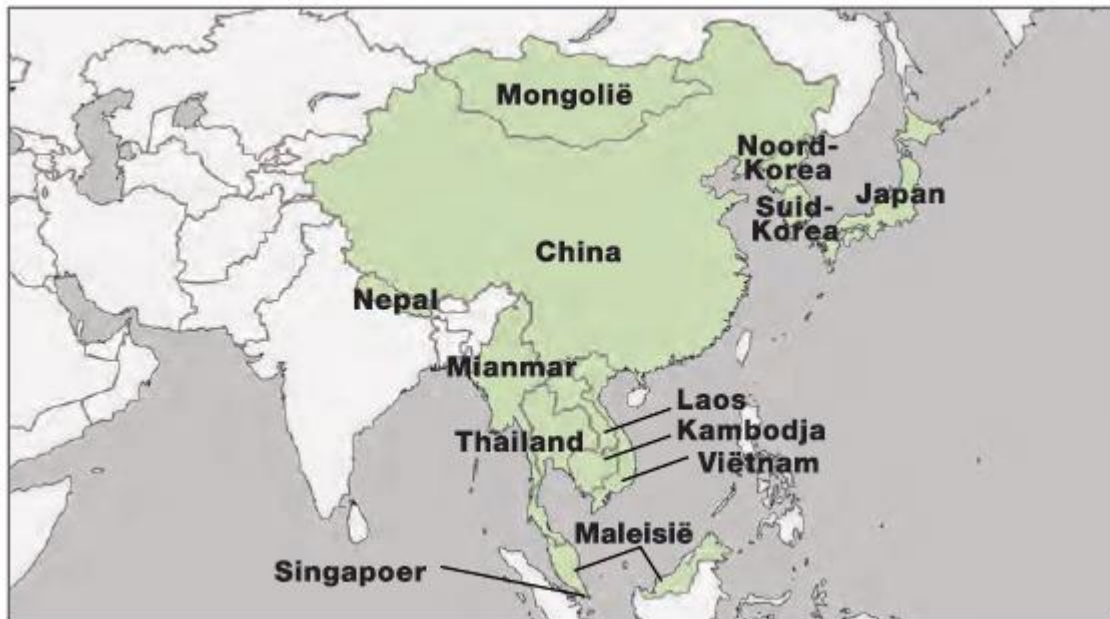 Mongolië
Noord-
Korea
Japan
Suid-
Korea
China
Nepal
Mianmar
Laos
Kambodja
Thailand
Viëtnam
Maleisië
Singapoer